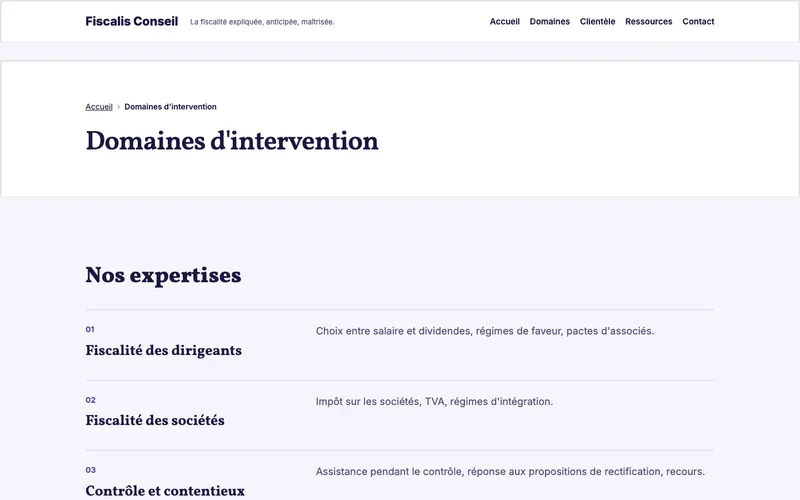 Fiscalis Conseil La fiscalité expliquée, anticipée, maîtrisée. Accueil Domaines Clientèle Ressources Contact
Accueil › Domaines d'intervention
Domaines d'intervention
Nos expertises
01
Fiscalité des dirigeants
Choix entre salaire et dividendes, régimes de faveur, pactes d'associés.
02
Fiscalité des sociétés
Impôt sur les sociétés, TVA, régimes d'intégration.
03
Contrôle et contentieux
Assistance pendant le contrôle, réponse aux propositions de rectification, recours.